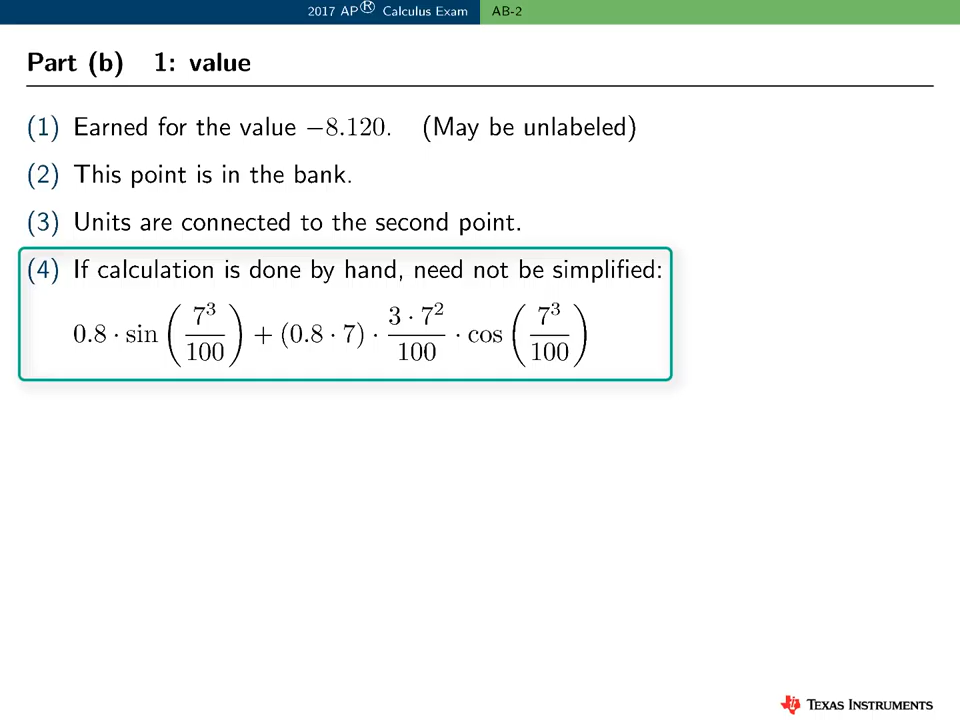 2017 AP® Calculus Exam AB-2
Part (b) 1: value
(1) Earned for the value −8.120. (May be unlabeled)
(2) This point is in the bank.
(3) Units are connected to the second point.
(4) If calculation is done by hand, need not be simplified:
0.8 · sin (7³/100) + (0.8 · 7) · 3 · 7²/100 · cos (7³/100)
TEXAS INSTRUMENTS